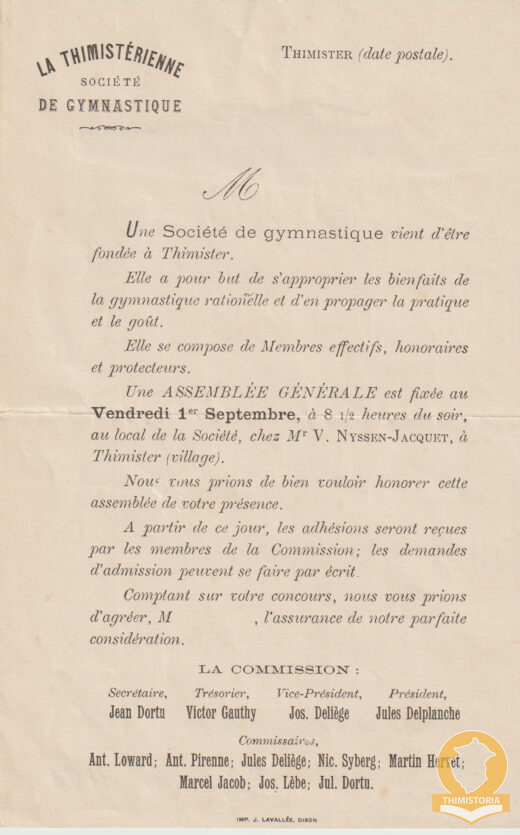 LA THIMISTÉRIENNE
SOCIÉTÉ
DE GYMNASTIQUE
THIMISTER (date postale).
M
Une Société de gymnastique vient d'être
fondée à Thimister.
Elle a pour but de s'approprier les bienfaits de
la gymnastique rationelle et d'en propager la pratique
et le goût.
Elle se compose de Membres effectifs, honoraires
et protecteurs.
Une ASSEMBLÉE GÉNÉRALE est fixée au
Vendredi 1er Septembre, à 8 1/2 heures du soir,
au local de la Société, chez Mr V. NYSSEN-JACQUET, à
Thimister (village).
Nous vous prions de bien vouloir honorer cette
assemblée de votre présence.
A partir de ce jour, les adhésions seront reçues
par les membres de la Commission; les demandes
d'admission peuvent se faire par écrit.
Comptant sur votre concours, nous vous prions
d'agréer, M , l'assurance de notre parfaite
considération.
LA COMMISSION :
Secrétaire, Trésorier, Vice-Président, Président,
Jean Dortu Victor Gauthy Jos. Deliège Jules Delplanche
Commissaires,
Ant. Loward; Ant. Pirenne; Jules Deliège; Nic. Syberg; Martin Hervet;
Marcel Jacob; Jos. Lèbe; Jul. Dortu.
IMP. J. LAVALLÉE, DISON
THIMISTORIA